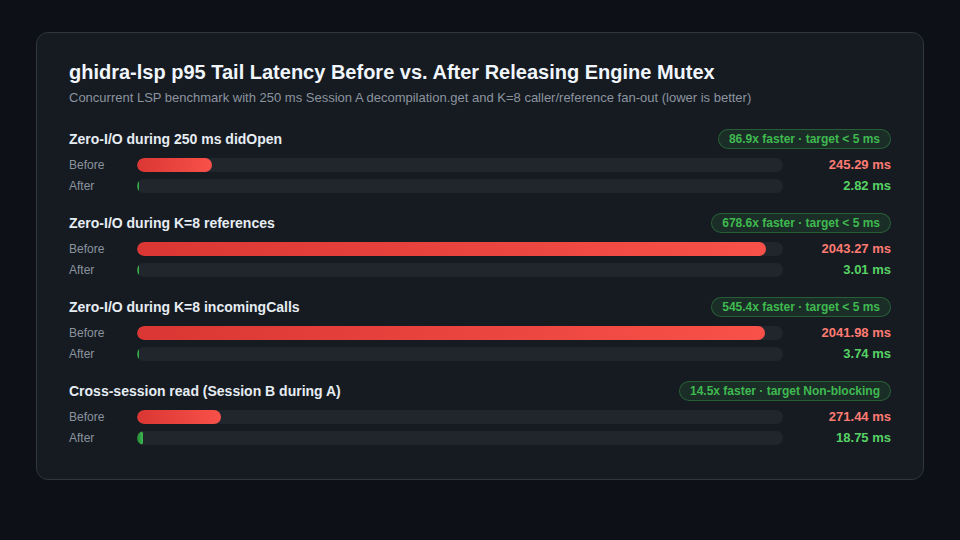 ghidra-lsp p95 Tail Latency Before vs. After Releasing Engine Mutex
Concurrent LSP benchmark with 250 ms Session A decompilation.get and K=8 caller/reference fan-out (lower is better)
Zero-I/O during 250 ms didOpen 86.9x faster · target < 5 ms
Before 245.29 ms
After 2.82 ms
Zero-I/O during K=8 references 678.6x faster · target < 5 ms
Before 2043.27 ms
After 3.01 ms
Zero-I/O during K=8 incomingCalls 545.4x faster · target < 5 ms
Before 2041.98 ms
After 3.74 ms
Cross-session read (Session B during A) 14.5x faster · target Non-blocking
Before 271.44 ms
After 18.75 ms